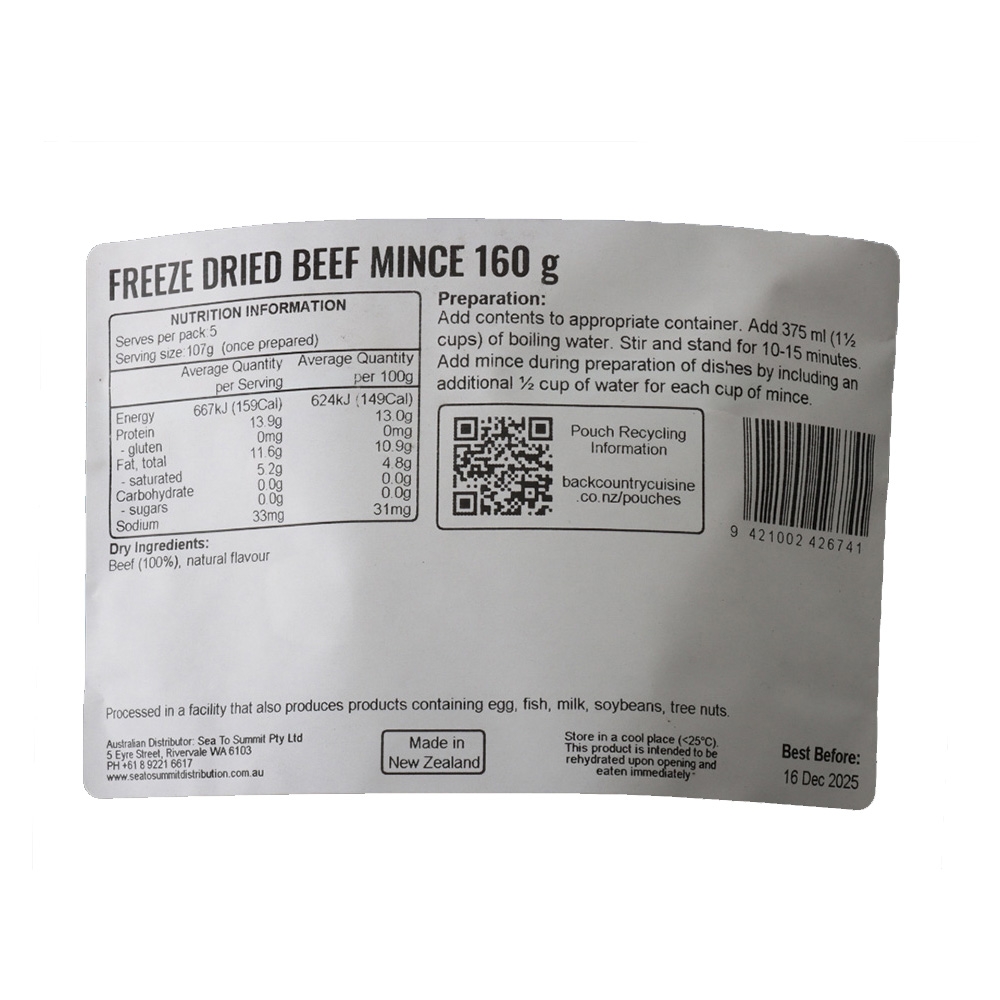 FREEZE DRIED BEEF MINCE 160 g
NUTRITION INFORMATION
Serves per pack:5
Serving size:107g (once prepared)
Average Quantity per Serving Average Quantity per 100g
Energy 667kJ (159Cal) 624kJ (149Cal)
Protein 13.9g 13.0g
- gluten 0mg 0mg
Fat, total 11.6g 10.9g
- saturated 5.2g 4.8g
Carbohydrate 0.0g 0.0g
- sugars 0.0g 0.0g
Sodium 33mg 31mg
Dry Ingredients:
Beef (100%), natural flavour
Preparation:
Add contents to appropriate container. Add 375 ml (1½
cups) of boiling water. Stir and stand for 10-15 minutes.
Add mince during preparation of dishes by including an
additional ½ cup of water for each cup of mince.
Pouch Recycling
Information
backcountrycuisine
.co.nz/pouches
9 421002 426741
Processed in a facility that also produces products containing egg, fish, milk, soybeans, tree nuts.
Australian Distributor: Sea To Summit Pty Ltd
5 Eyre Street, Rivervale WA 6103
PH +61 8 9221 6617
www.seatosummitdistribution.com.au
Made in
New Zealand
Store in a cool place (<25°C).
This product is intended to be
rehydrated upon opening and
eaten immediately
Best Before:
16 Dec 2025